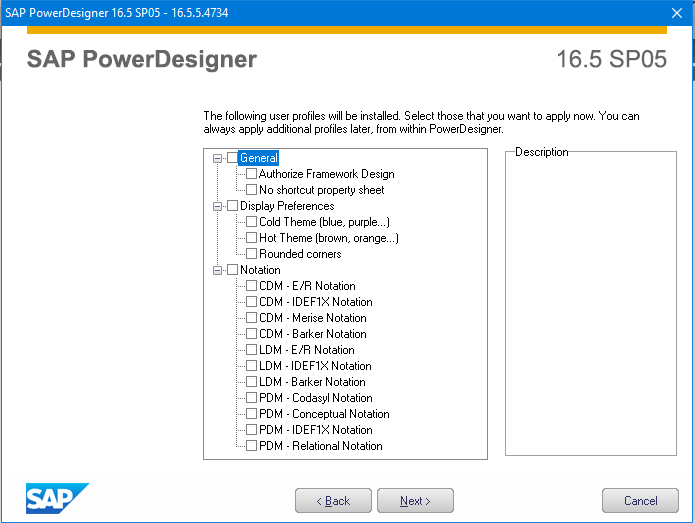 SAP PowerDesigner 16.5 SP05 - 16.5.5.4734
SAP PowerDesigner
16.5 SP05
The following user profiles will be installed. Select those that you want to apply now. You can
always apply additional profiles later, from within PowerDesigner.
General
Authorize Framework Design
No shortcut property sheet
Display Preferences
Cold Theme (blue, purple...)
Hot Theme (brown, orange...)
Rounded corners
Notation
CDM - E/R Notation
CDM - IDEF1X Notation
CDM - Merise Notation
CDM - Barker Notation
LDM - E/R Notation
LDM - IDEF1X Notation
LDM - Barker Notation
PDM - Codasyl Notation
PDM - Conceptual Notation
PDM - IDEF1X Notation
PDM - Relational Notation
Description
SAP
< Back
Next >
Cancel